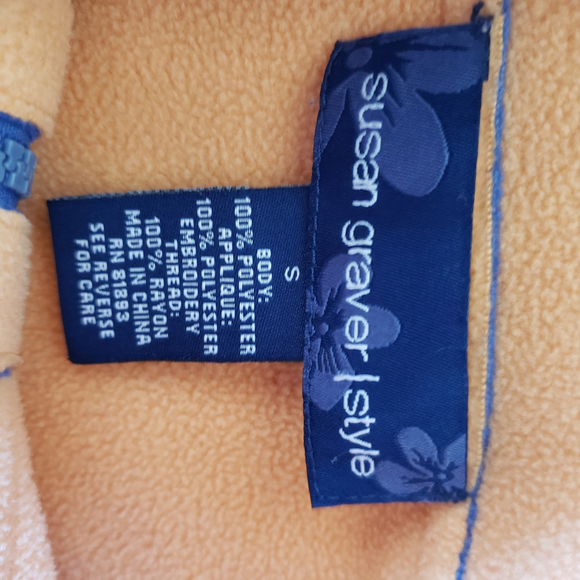 susan graver | style
S
BODY:
100% POLYESTER
APPLIQUE:
100% POLYESTER
EMBROIDERY
THREAD:
100% RAYON
MADE IN CHINA
RN 81893
SEE REVERSE
FOR CARE